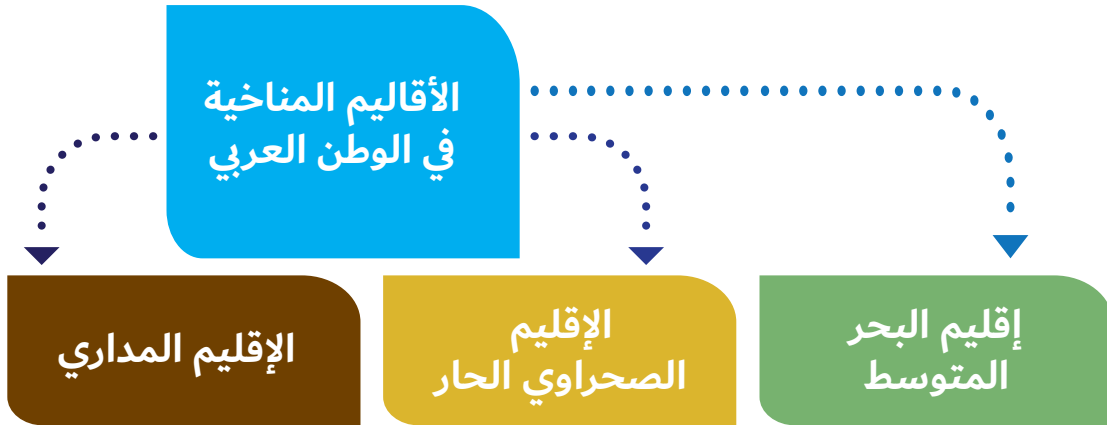 الأقاليم المناخية
في الوطن العربي
إقليم البحر
المتوسط
الإقليم
الصحراوي الحار
الإقليم المداري